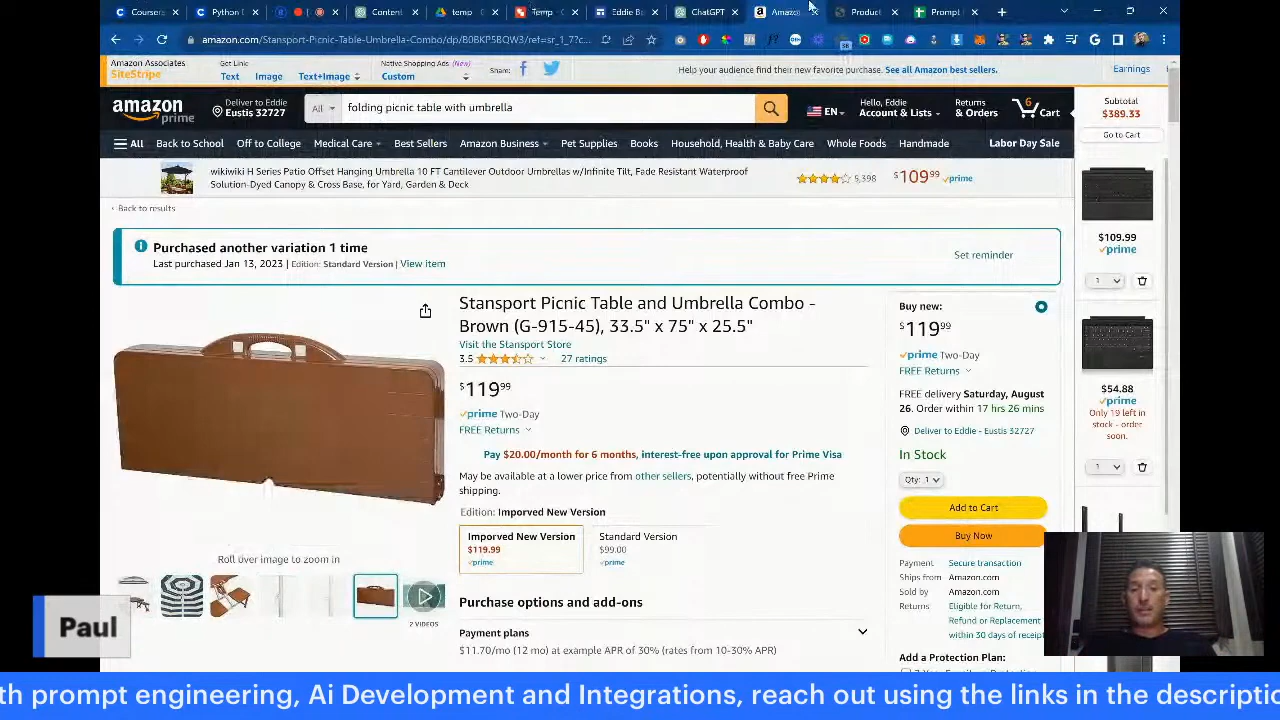 Course
Python
Content
temp
Temp -
Eddie B
ChatGPT
Amazo
Product
Prompt
amazon.com/Stansport-Picnic-Table-Umbrella-Combo/dp/B0BKP5BQW3/ref=sr_1_7?c...
Amazon Associates
SiteStripe
Get Link:
Text
Image
Text+Image
Native Shopping Ads (New)
Custom
Share:
Help your audience find their new favorite purchase. See all Amazon best sellers.
Earnings
amazon
prime
Deliver to Eddie
Eustis 32727
All
folding picnic table with umbrella
EN
Hello, Eddie
Account & Lists
Returns
& Orders
6
Cart
Subtotal
$389.33
Go to Cart
All
Back to School
Off to College
Medical Care
Best Sellers
Amazon Business
Pet Supplies
Books
Household, Health & Baby Care
Whole Foods
Handmade
Labor Day Sale
wikiwiki H Series Patio Offset Hanging Umbrella 10 FT Cantilever Outdoor Umbrellas w/Infinite Tilt, Fade Resistant Waterproof
Solution-Dyed Canopy & Cross Base, for Yard, Garden & Deck
5,398
$109.99 prime
‹ Back to results
Purchased another variation 1 time
Last purchased Jan 13, 2023 | Edition: Standard Version | View item
Set reminder
Stansport Picnic Table and Umbrella Combo -
Brown (G-915-45), 33.5" x 75" x 25.5"
Visit the Stansport Store
3.5
27 ratings
$119.99
prime Two-Day
FREE Returns
Pay $20.00/month for 6 months, interest-free upon approval for Prime Visa
May be available at a lower price from other sellers, potentially without free Prime
shipping.
Edition: Imporved New Version
Imporved New Version
$119.99
prime
Standard Version
$99.00
prime
Purchase options and add-ons
Payment plans
$11.70/mo (12 mo) at example APR of 30% (rates from 10-30% APR)
Roll over image to zoom in
2 VIDEOS
Buy new:
$119.99
prime Two-Day
FREE Returns
FREE delivery Saturday, August
26. Order within 17 hrs 26 mins
Deliver to Eddie - Eustis 32727
In Stock
Qty: 1
Add to Cart
Buy Now
Payment Secure transaction
Amazon.com
Sold by Amazon.com
Returns Eligible for Return,
Refund or Replacement
within 30 days of receipt
Add a Protection Plan:
$109.99
prime
1
$54.88
prime
Only 19 left in
stock - order
soon.
1
Paul
th prompt engineering, Ai Development and Integrations, reach out using the links in the descriptio